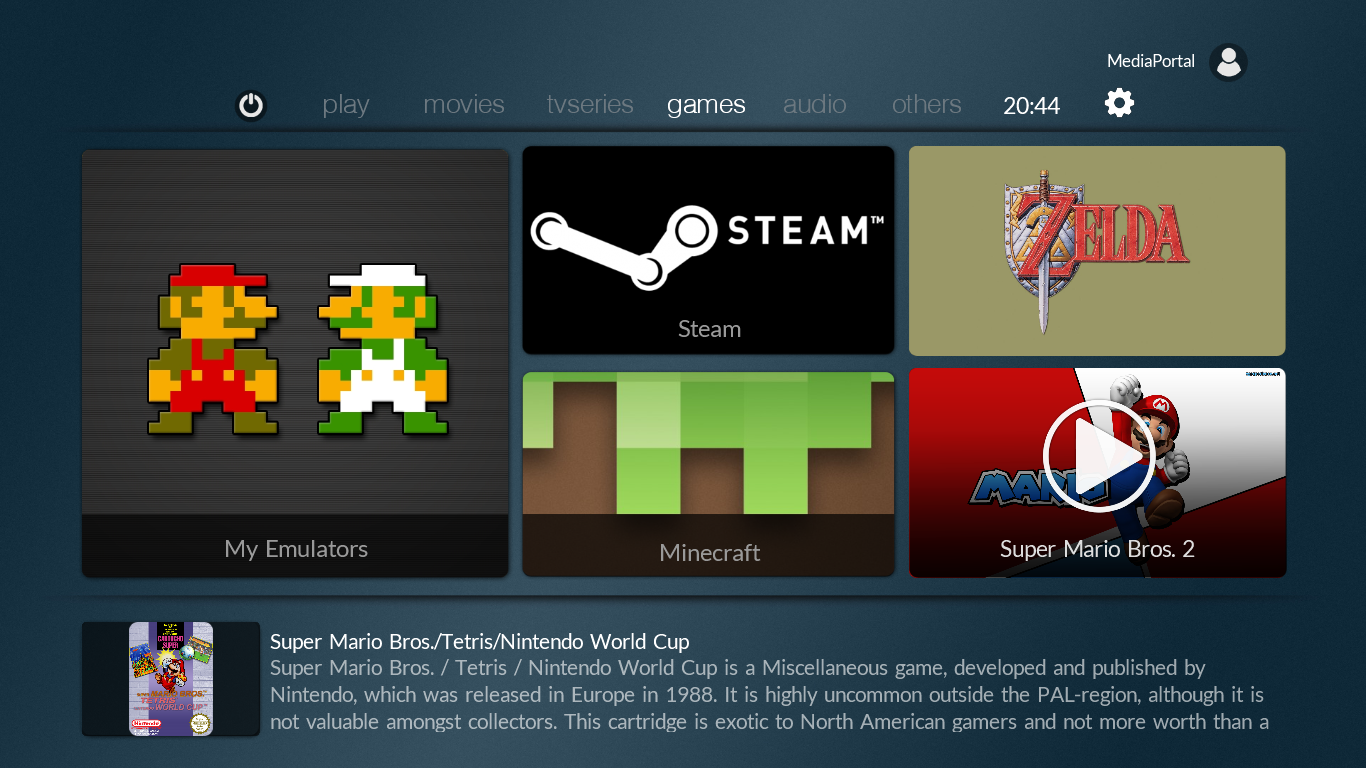 MediaPortal
play movies tvseries games audio others 20:44
STEAM™
Steam
ZELDA
My Emulators
Minecraft
MARIO
Super Mario Bros. 2
Super Mario Bros./Tetris/Nintendo World Cup
Super Mario Bros. / Tetris / Nintendo World Cup is a Miscellaneous game, developed and published by
Nintendo, which was released in Europe in 1988. It is highly uncommon outside the PAL-region, although it is
not valuable amongst collectors. This cartridge is exotic to North American gamers and not more worth than a
TETRIS
WORLD CUP
Nintendo